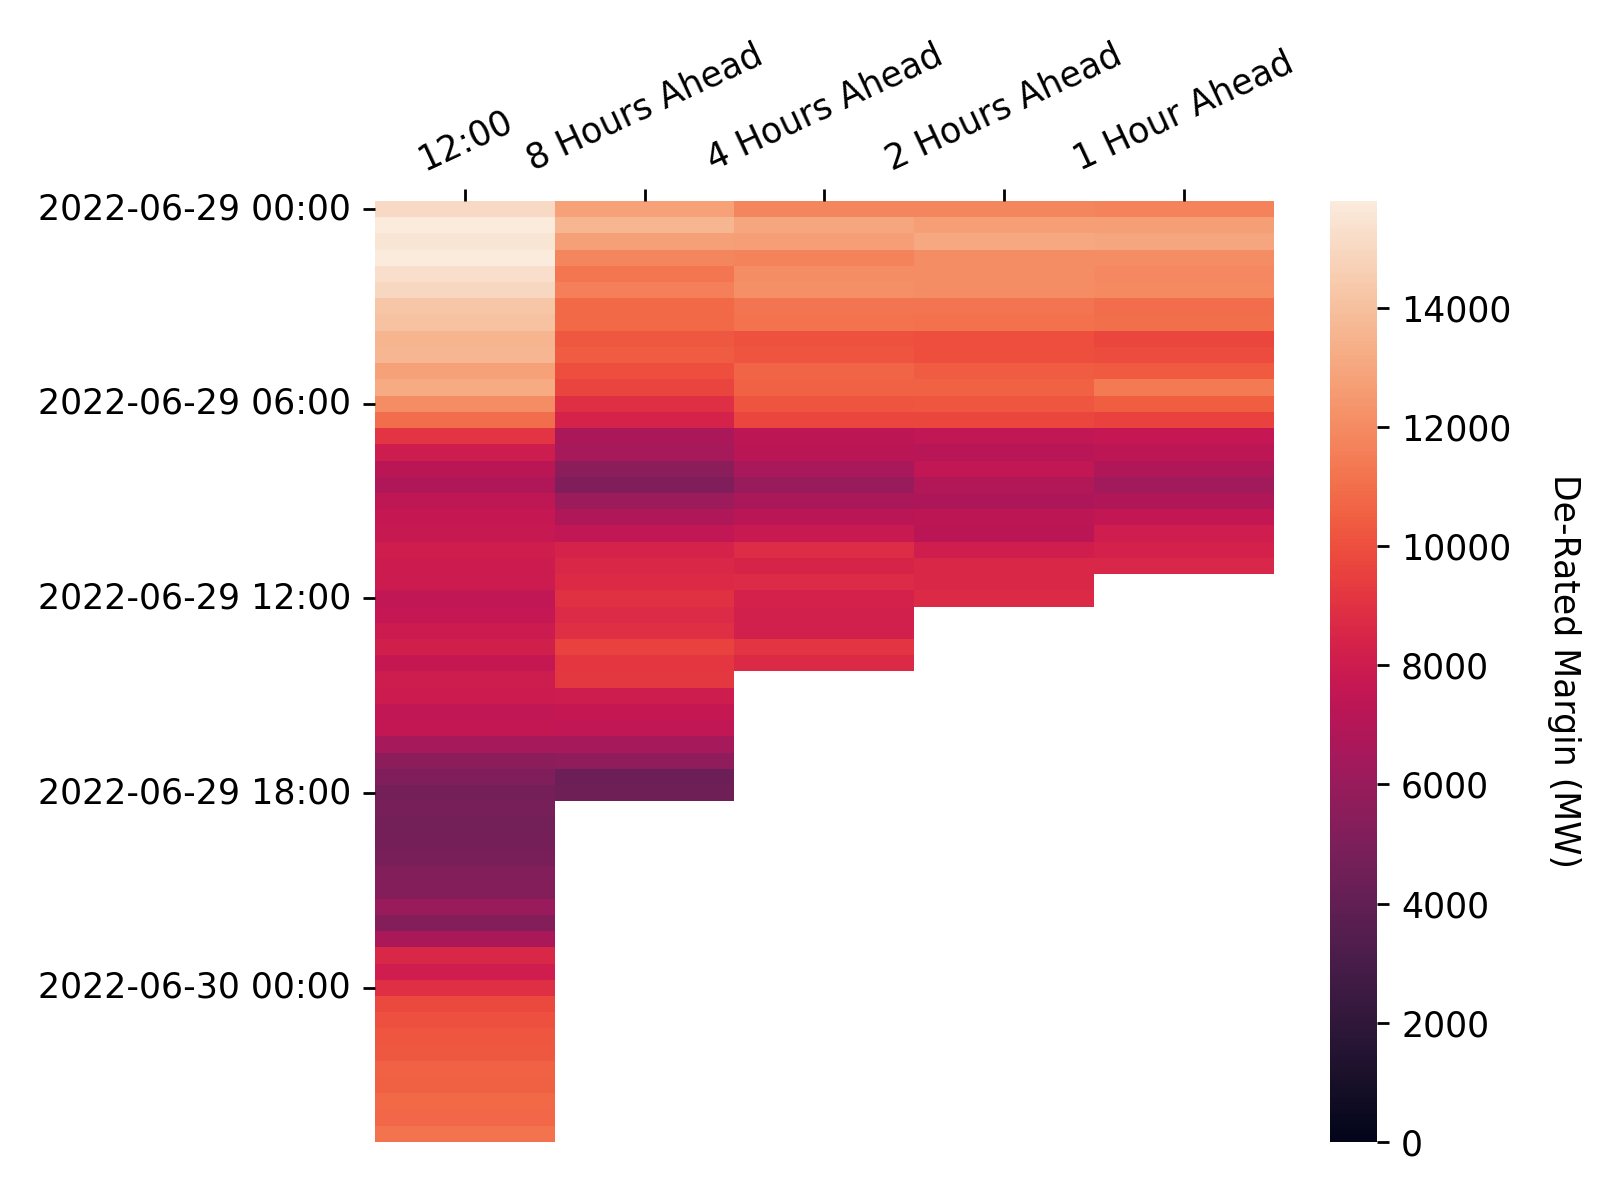 12:00
8 Hours Ahead
4 Hours Ahead
2 Hours Ahead
1 Hour Ahead
2022-06-29 00:00
2022-06-29 06:00
2022-06-29 12:00
2022-06-29 18:00
2022-06-30 00:00
14000
12000
10000
8000
6000
4000
2000
0
De-Rated Margin (MW)